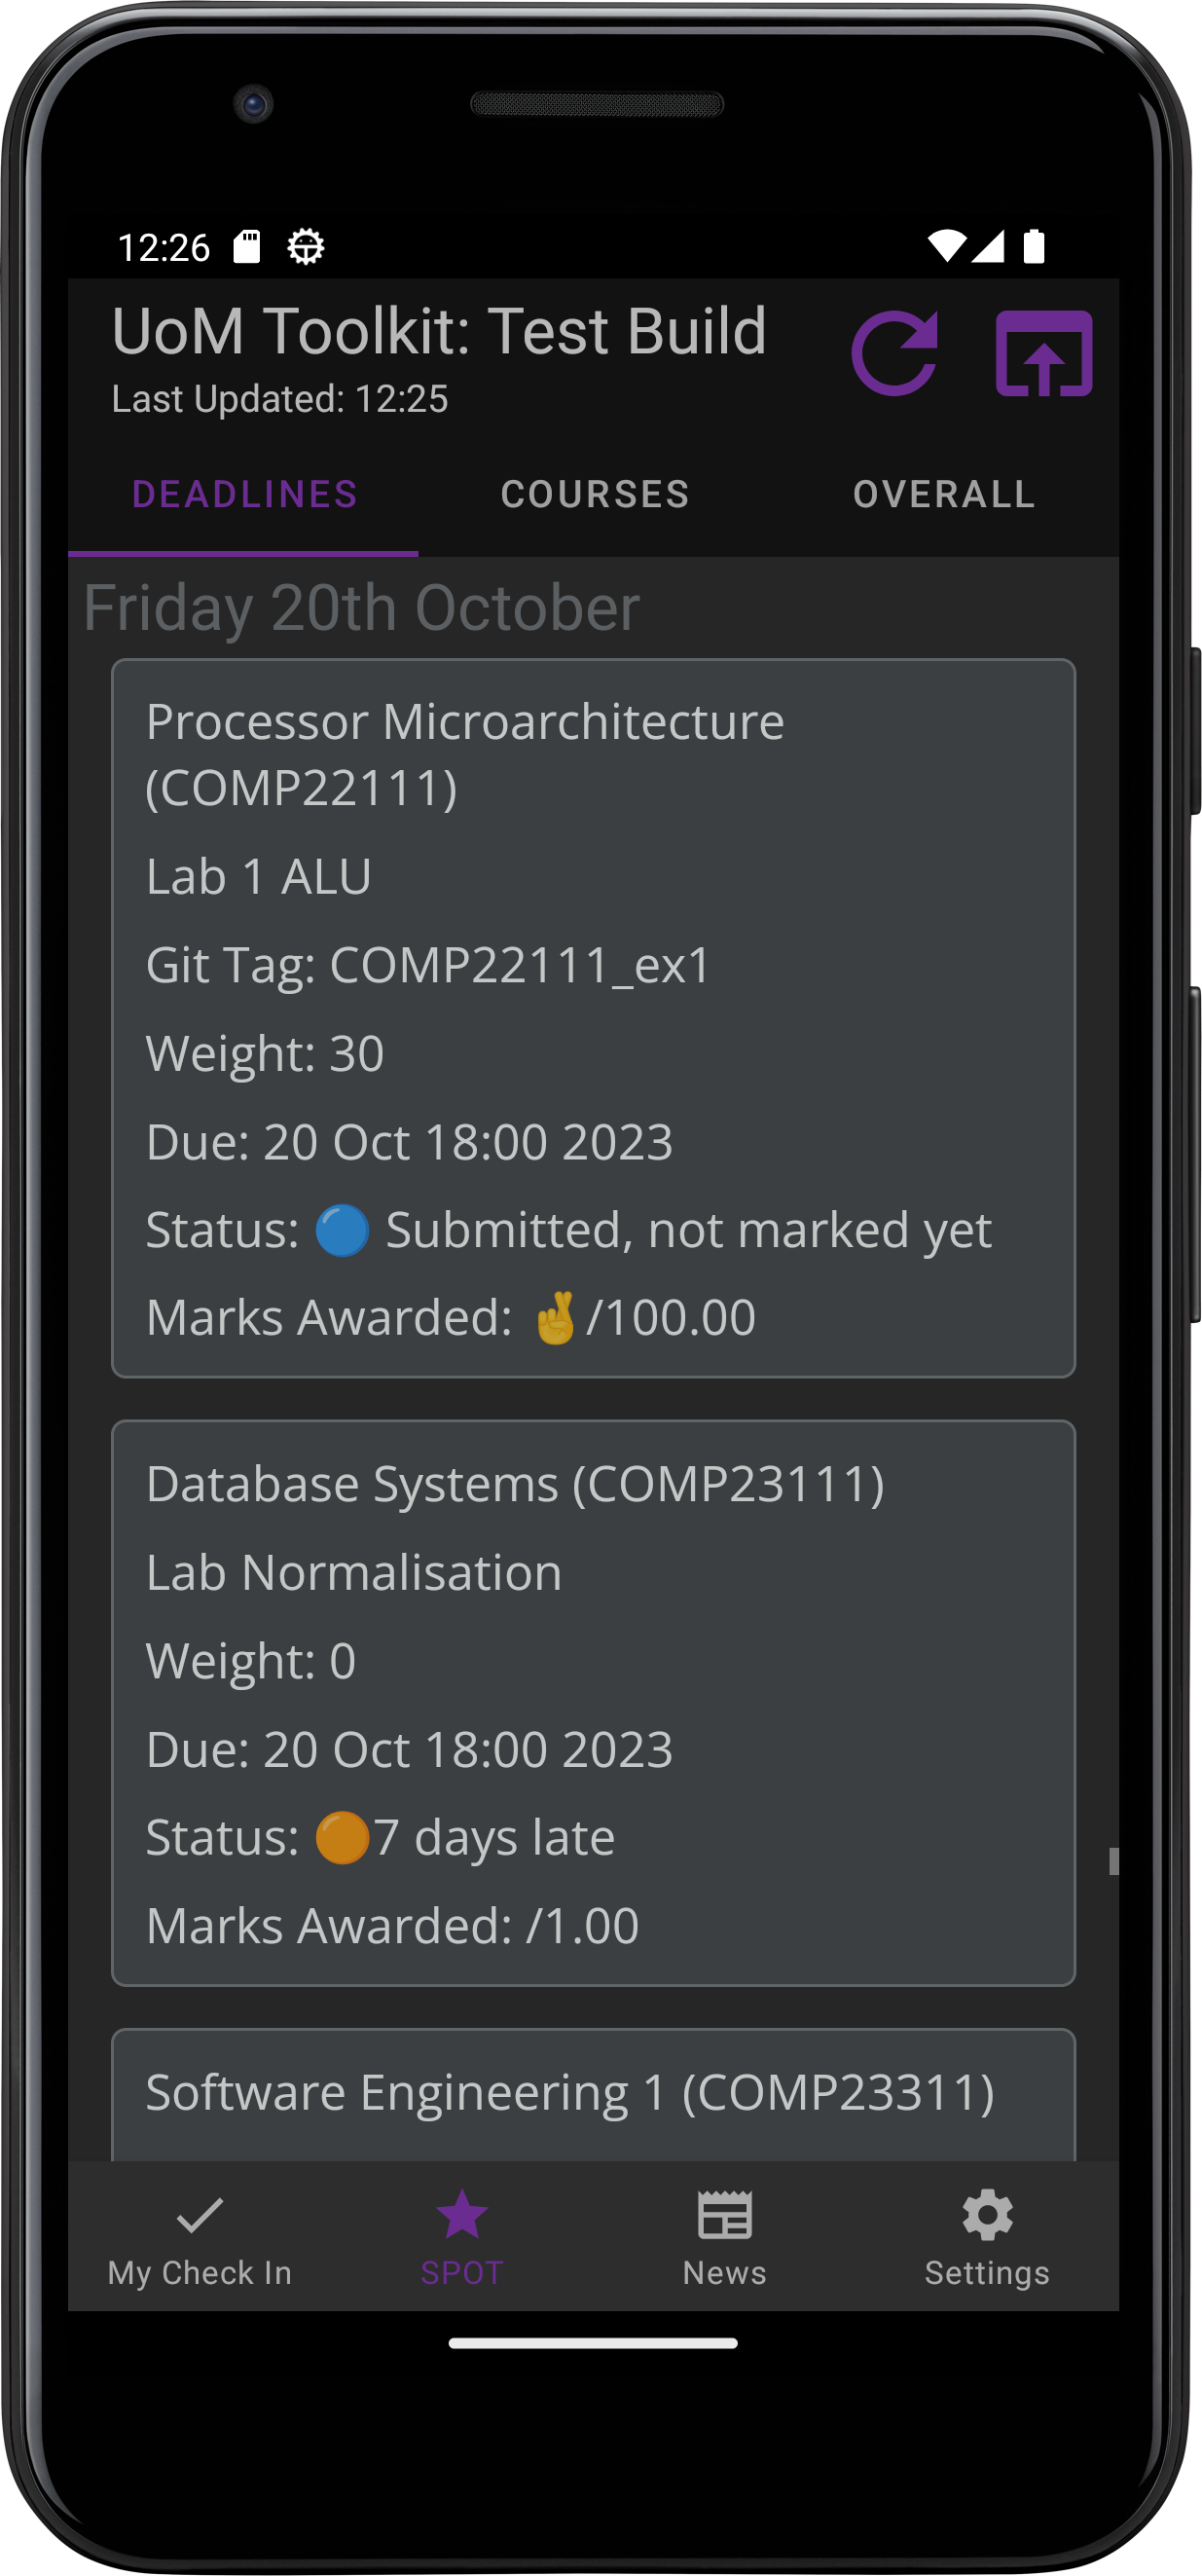 12:26
UoM Toolkit: Test Build
Last Updated: 12:25
DEADLINES COURSES OVERALL
Friday 20th October
Processor Microarchitecture
(COMP22111)
Lab 1 ALU
Git Tag: COMP22111_ex1
Weight: 30
Due: 20 Oct 18:00 2023
Status: 🔵 Submitted, not marked yet
Marks Awarded: 🤞/100.00
Database Systems (COMP23111)
Lab Normalisation
Weight: 0
Due: 20 Oct 18:00 2023
Status: 🟠7 days late
Marks Awarded: /1.00
Software Engineering 1 (COMP23311)
My Check In SPOT News Settings